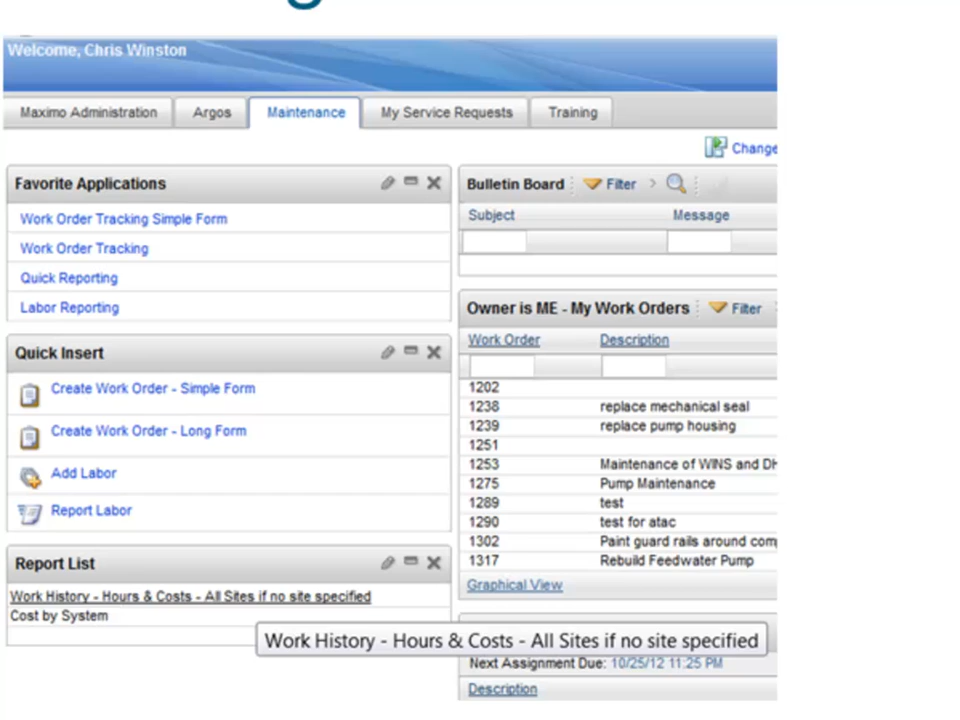 Welcome, Chris Winston
Maximo Administration
Argos
Maintenance
My Service Requests
Training
Change
Favorite Applications
Work Order Tracking Simple Form
Work Order Tracking
Quick Reporting
Labor Reporting
Quick Insert
Create Work Order - Simple Form
Create Work Order - Long Form
Add Labor
Report Labor
Report List
Work History - Hours & Costs - All Sites if no site specified
Cost by System
Work History - Hours & Costs - All Sites if no site specified
Bulletin Board Filter
Subject Message
Owner is ME - My Work Orders Filter
Work Order Description
1202
1238 replace mechanical seal
1239 replace pump housing
1251
1253 Maintenance of WINS and DH
1275 Pump Maintenance
1289 test
1290 test for atac
1302 Paint guard rails around com
1317 Rebuild Feedwater Pump
Graphical View
Next Assignment Due: 10/25/12 11:25 PM
Description